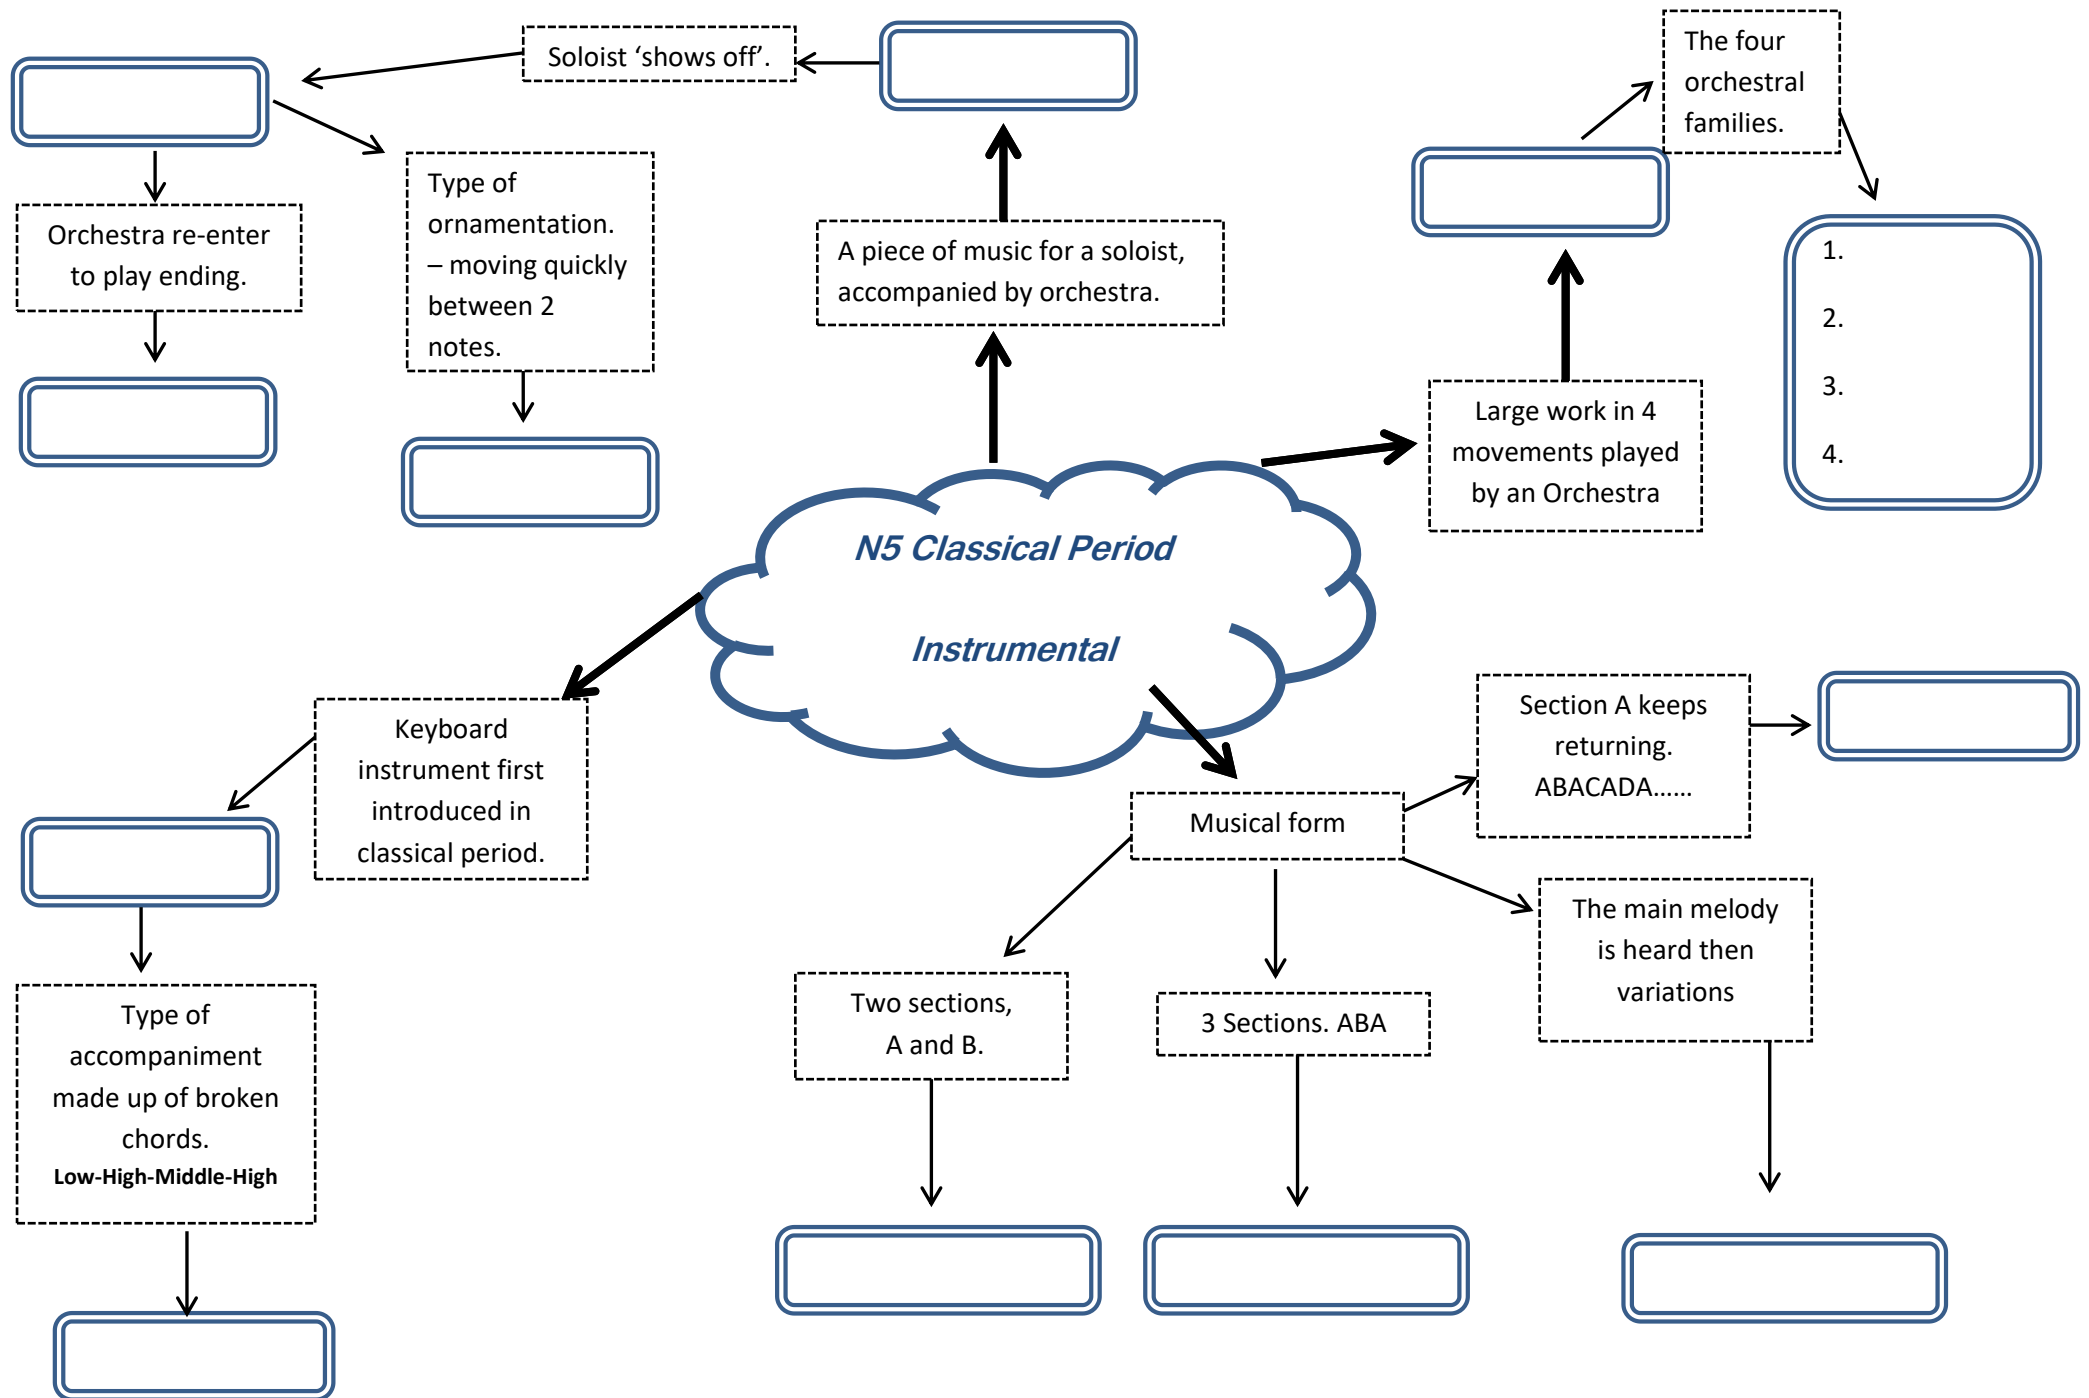 Soloist ‘shows off’.
The four
orchestral
families.
Type of
ornamentation.
– moving quickly
between 2
notes.
Orchestra re-enter
to play ending.
A piece of music for a soloist,
accompanied by orchestra.
1.
2.
3.
4.
Large work in 4
movements played
by an Orchestra
N5 Classical Period
Instrumental
Keyboard
instrument first
introduced in
classical period.
Section A keeps
returning.
ABACADA......
Musical form
The main melody
is heard then
variations
Two sections,
A and B.
3 Sections. ABA
Type of
accompaniment
made up of broken
chords.
Low-High-Middle-High